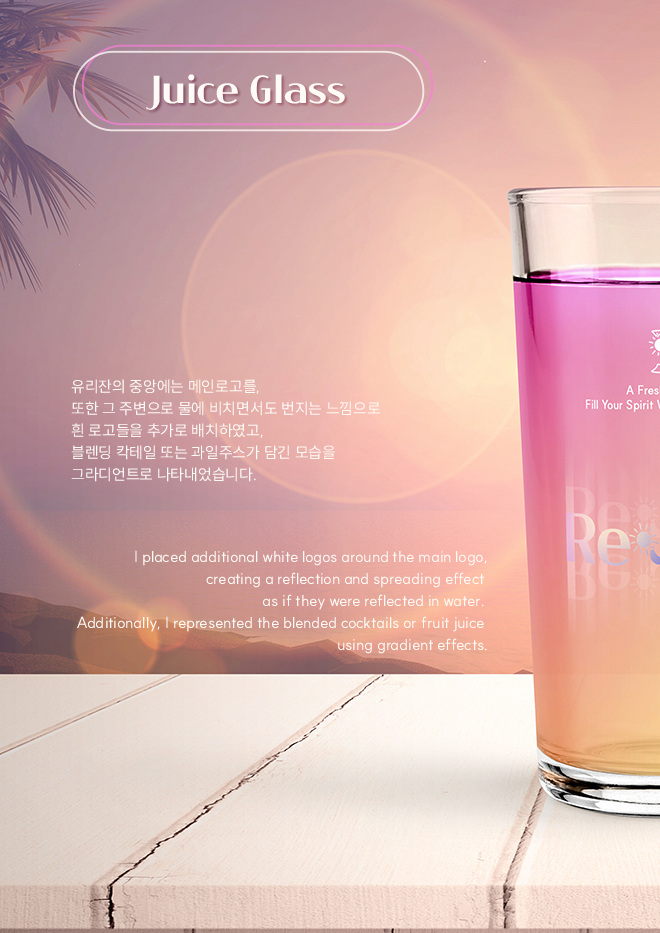 Juice Glass
유리잔의 중앙에는 메인로고를,
또한 그 주변으로 물에 비치면서도 번지는 느낌으로
흰 로고들을 추가로 배치하였고,
블렌딩 칵테일 또는 과일주스가 담긴 모습을
그라디언트로 나타내었습니다.
I placed additional white logos around the main logo,
creating a reflection and spreading effect
as if they were reflected in water.
Additionally, I represented the blended cocktails or fruit juice
using gradient effects.
A Fres
Fill Your Spirit
Re
Re
Re